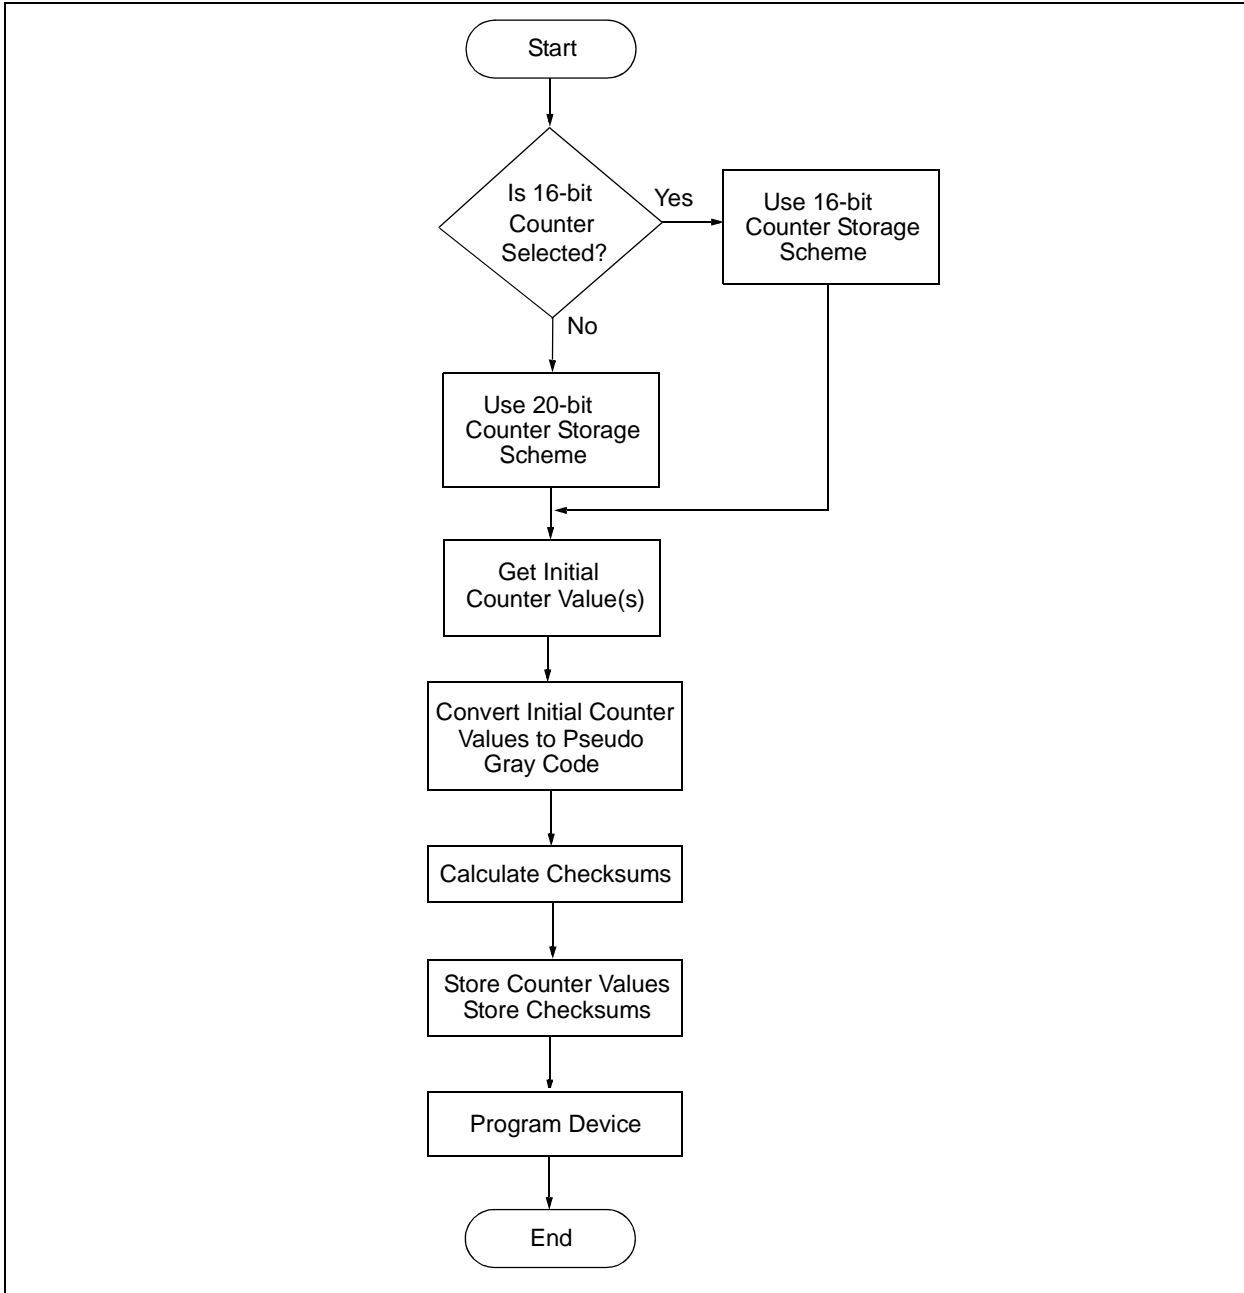 Start
Is 16-bit
Counter
Selected?
Yes
Use 16-bit
Counter Storage
Scheme
No
Use 20-bit
Counter Storage
Scheme
Get Initial
Counter Value(s)
Convert Initial Counter
Values to Pseudo
Gray Code
Calculate Checksums
Store Counter Values
Store Checksums
Program Device
End